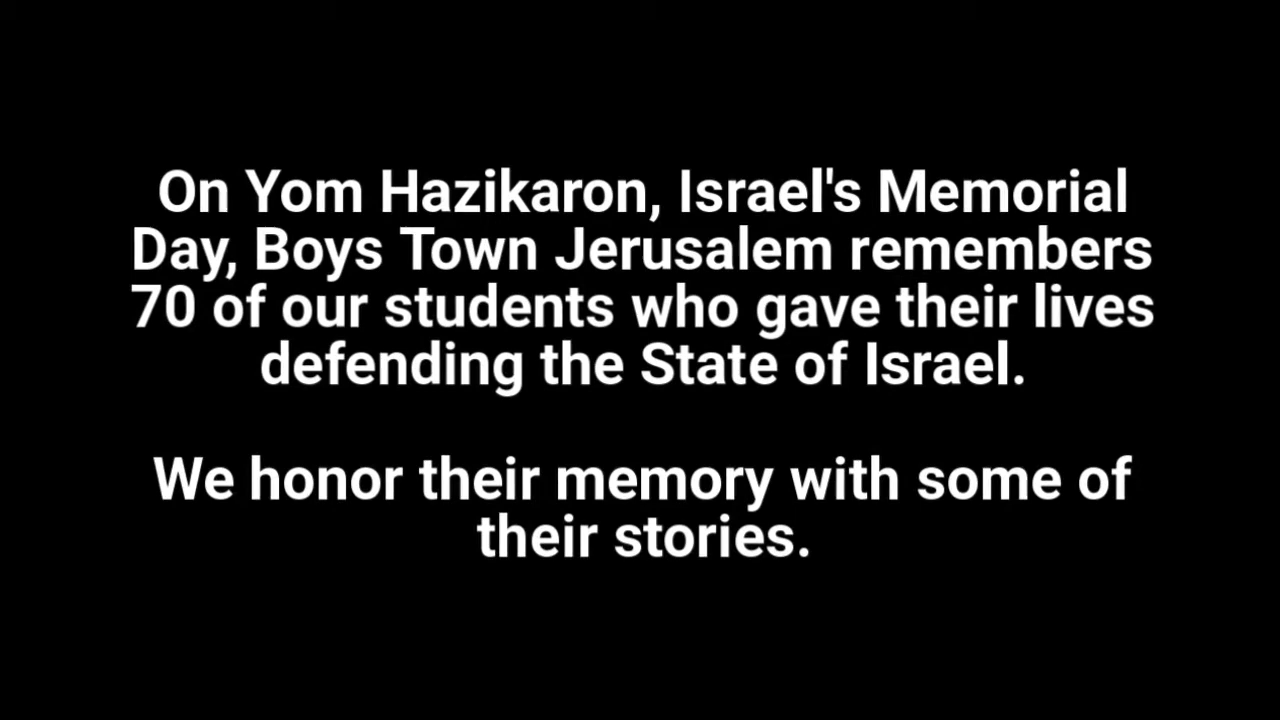 On Yom Hazikaron, Israel's Memorial
Day, Boys Town Jerusalem remembers
70 of our students who gave their lives
defending the State of Israel.
We honor their memory with some of
their stories.